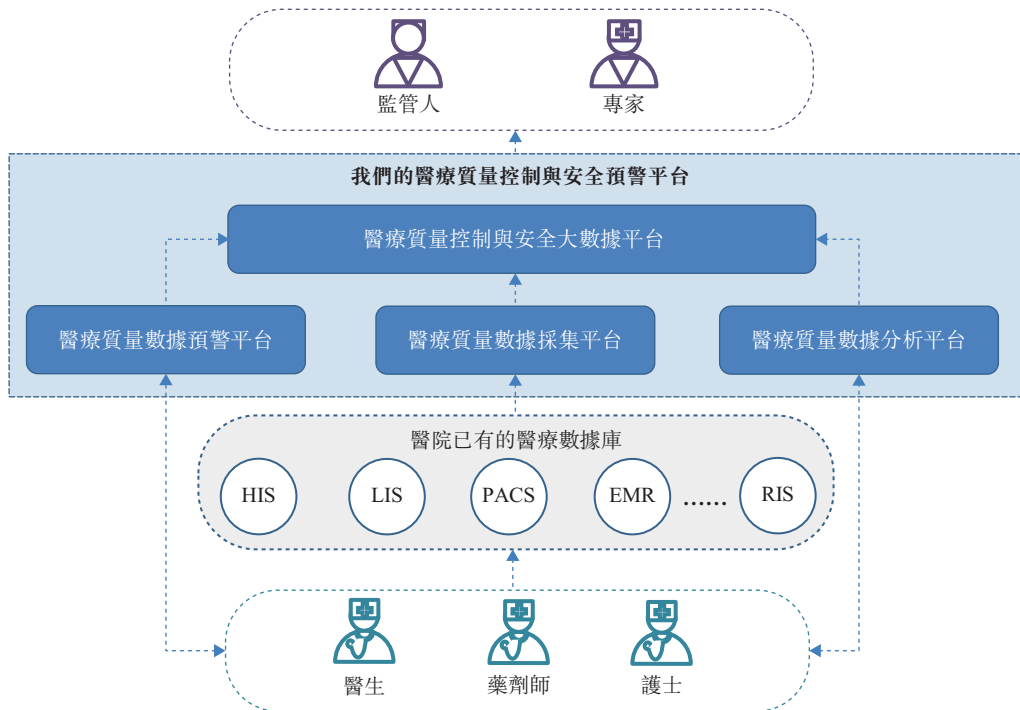 監管人
專家
我們的醫療質量控制與安全預警平台
醫療質量控制與安全大數據平台
醫療質量數據預警平台
醫療質量數據採集平台
醫療質量數據分析平台
醫院已有的醫療數據庫
HIS
LIS
PACS
EMR
......
RIS
醫生
藥劑師
護士